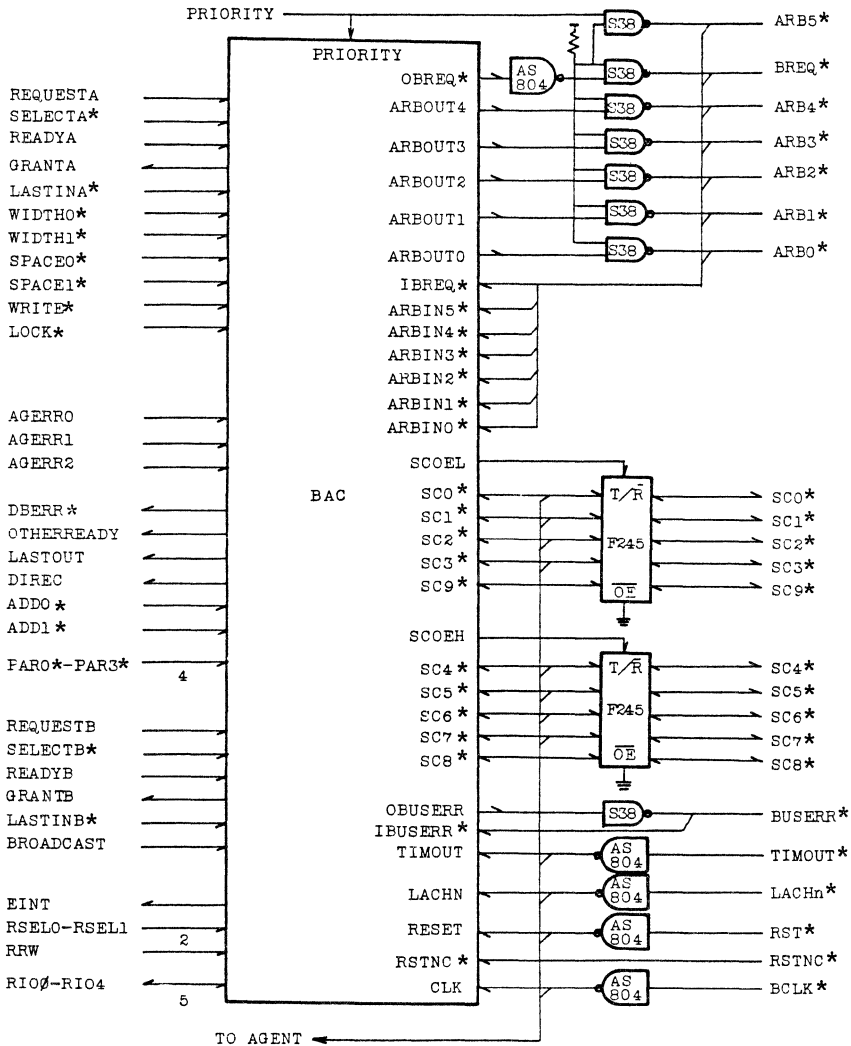 PRIORITY
PRIORITY
REQUESTA
SELECTA*
READYA
GRANTA
LASTINA*
WIDTH0*
WIDTH1*
SPACE0*
SPACE1*
WRITE*
LOCK*
AGERR0
AGERR1
AGERR2
DBERR*
OTHERREADY
LASTOUT
DIREC
ADD0*
ADD1*
PAR0*-PAR3*
4
REQUESTB
SELECTB*
READYB
GRANTB
LASTINB*
BROADCAST
EINT
RSEL0-RSEL1
2
RRW
RIOØ-RIO4
5
BAC
OBREQ*
ARBOUT4
ARBOUT3
ARBOUT2
ARBOUT1
ARBOUT0
IBREQ*
ARBIN5*
ARBIN4*
ARBIN3*
ARBIN2*
ARBIN1*
ARBIN0*
SCOEL
SC0*
SC1*
SC2*
SC3*
SC9*
SCOEH
SC4*
SC5*
SC6*
SC7*
SC8*
OBUSERR
IBUSERR*
TIMOUT
LACHN
RESET
RSTNC*
CLK
AS
804
S38
S38
S38
S38
S38
S38
S38
ARB5*
BREQ*
ARB4*
ARB3*
ARB2*
ARB1*
ARB0*
T/R̄
F245
O̅E̅
SC0*
SC1*
SC2*
SC3*
SC9*
T/R̄
F245
O̅E̅
SC4*
SC5*
SC6*
SC7*
SC8*
S38
BUSERR*
AS
804
TIMOUT*
AS
804
LACHn*
AS
804
RST*
RSTNC*
AS
804
BCLK*
TO AGENT